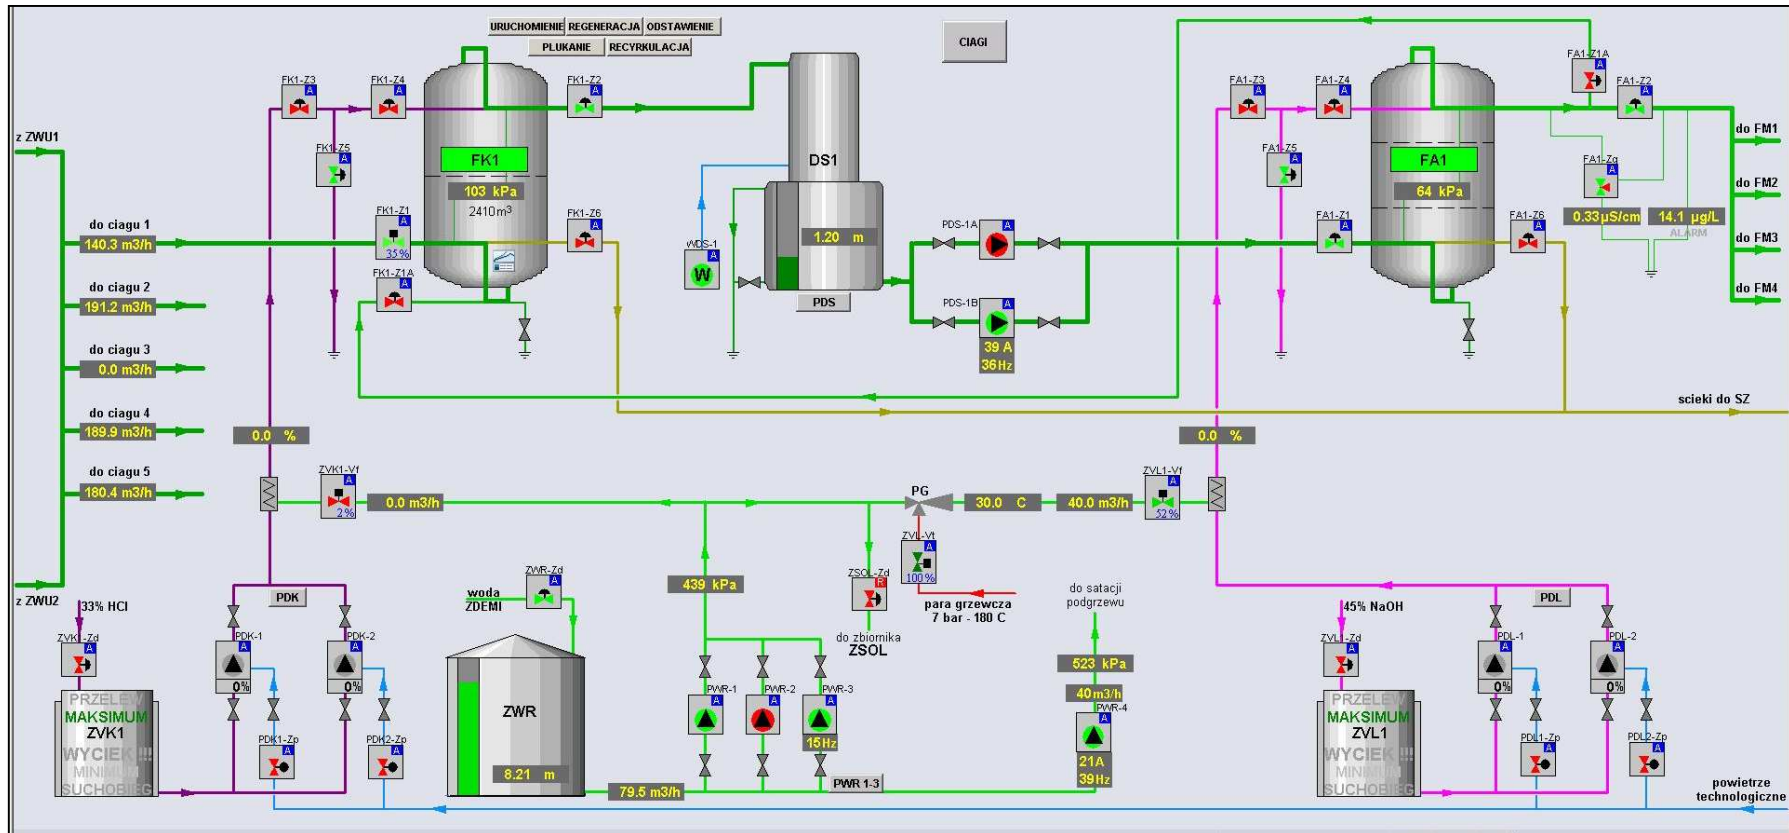 URUCHOMIENIE REGENERACJA ODSTAWIENIE
PLUKANIE RECYRKULACJA
CIAGI
z ZWU1
do ciagu 1
140.3 m3/h
do ciagu 2
191.2 m3/h
do ciagu 3
0.0 m3/h
do ciagu 4
189.9 m3/h
do ciagu 5
180.4 m3/h
z ZWU2
FK1-Z3
A
FK1-Z4
A
FK1-Z5
A
FK1-Z1
A
35%
FK1-Z1A
A
FK1
103 kPa
2410m³
FK1-Z2
A
FK1-Z6
A
DS1
1.20 m
PDS
WDS-1
A
W
PDS-1A
A
PDS-1B
A
39 A
36Hz
FA1-Z3
A
FA1-Z4
A
FA1-Z5
A
FA1-Z1
A
FA1
64 kPa
FA1-Z1A
A
FA1-Z2
A
FA1-Zq
A
0.33µS/cm
14.1 µg/L
ALARM
FA1-Z6
A
do FM1
do FM2
do FM3
do FM4
scieki do SZ
0.0 %
ZVK1-Vf
A
2%
0.0 m3/h
PG
30.0 C
40.0 m3/h
ZVL1-Vf
A
52%
0.0 %
439 kPa
ZSOL-Zd
R
do zbiornika
ZSOL
ZVL-Vt
A
100%
para grzewcza
7 bar - 180 C
do satacji
podgrzewu
523 kPa
40m3/h
PWR-4
A
21A
39Hz
33% HCl
ZVK1-Zd
A
PDK
PDK-1
A
0%
PDK-2
A
0%
PDK1-Zp
A
PDK2-Zp
A
PRZELEW
MAKSIMUM
ZVK1
WYCIEK !!!
MINIMUM
SUCHOBIEG
woda
ZDEMI
ZWR-Zd
A
ZWR
8.21 m
79.5 m3/h
PWR-1
A
PWR-2
A
PWR-3
A
15Hz
PWR 1-3
45% NaOH
ZVL1-Zd
A
PDL
PDL-1
A
0%
PDL-2
A
0%
PDL1-Zp
A
PDL2-Zp
A
PRZELEW
MAKSIMUM
ZVL1
WYCIEK !!!
MINIMUM
SUCHOBIEG
powietrze
technologiczne